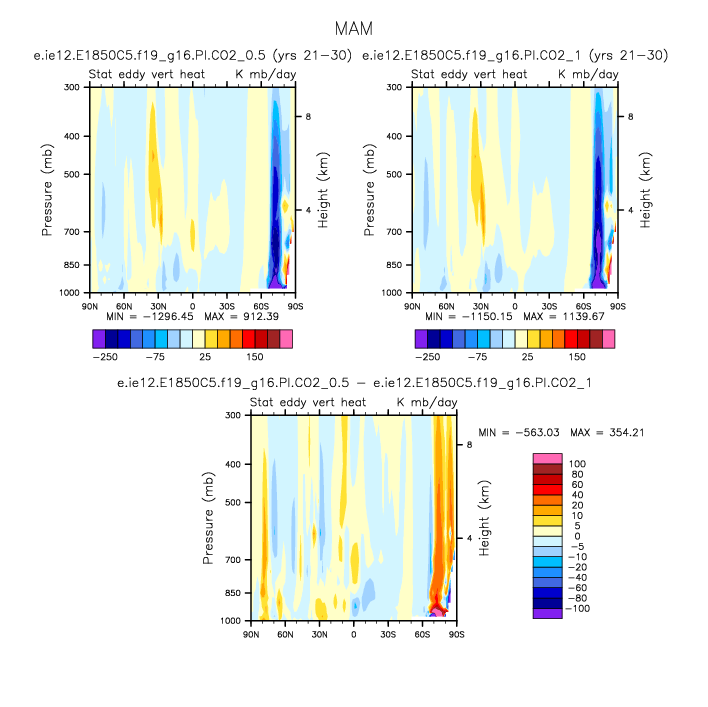 MAM
e.ie12.E1850C5.f19_g16.PI.CO2_0.5 (yrs 21-30) e.ie12.E1850C5.f19_g16.PI.CO2_1 (yrs 21-30)
Stat eddy vert heat K mb/day Stat eddy vert heat K mb/day
300 300
8 8
400 400
500 500
Pressure (mb) Height (km) Pressure (mb) Height (km)
4 4
700 700
850 850
1000 1000
90N 60N 30N 0 30S 60S 90S 90N 60N 30N 0 30S 60S 90S
MIN = -1296.45 MAX = 912.39 MIN = -1150.15 MAX = 1139.67
-250 -75 25 150 -250 -75 25 150
e.ie12.E1850C5.f19_g16.PI.CO2_0.5 - e.ie12.E1850C5.f19_g16.PI.CO2_1
Stat eddy vert heat K mb/day
300
MIN = -563.03 MAX = 354.21
8
400
500
Pressure (mb) Height (km)
4
700
850
1000
90N 60N 30N 0 30S 60S 90S
100
80
60
40
20
10
5
0
-5
-10
-20
-40
-60
-80
-100